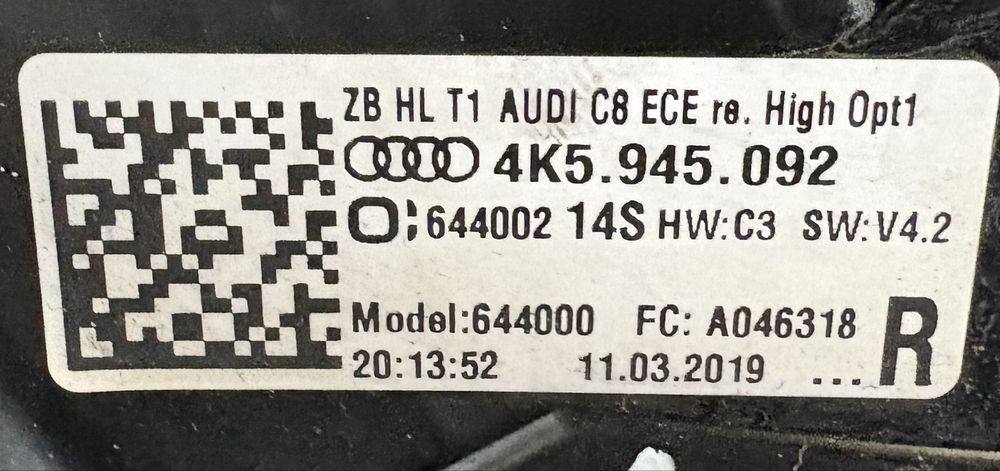 ZB HL T1 AUDI C8 ECE re. High Opt1
4K5.945.092
O:644002 14S HW:C3 SW:V4.2
Model:644000 FC: A046318
20:13:52 11.03.2019 ... R